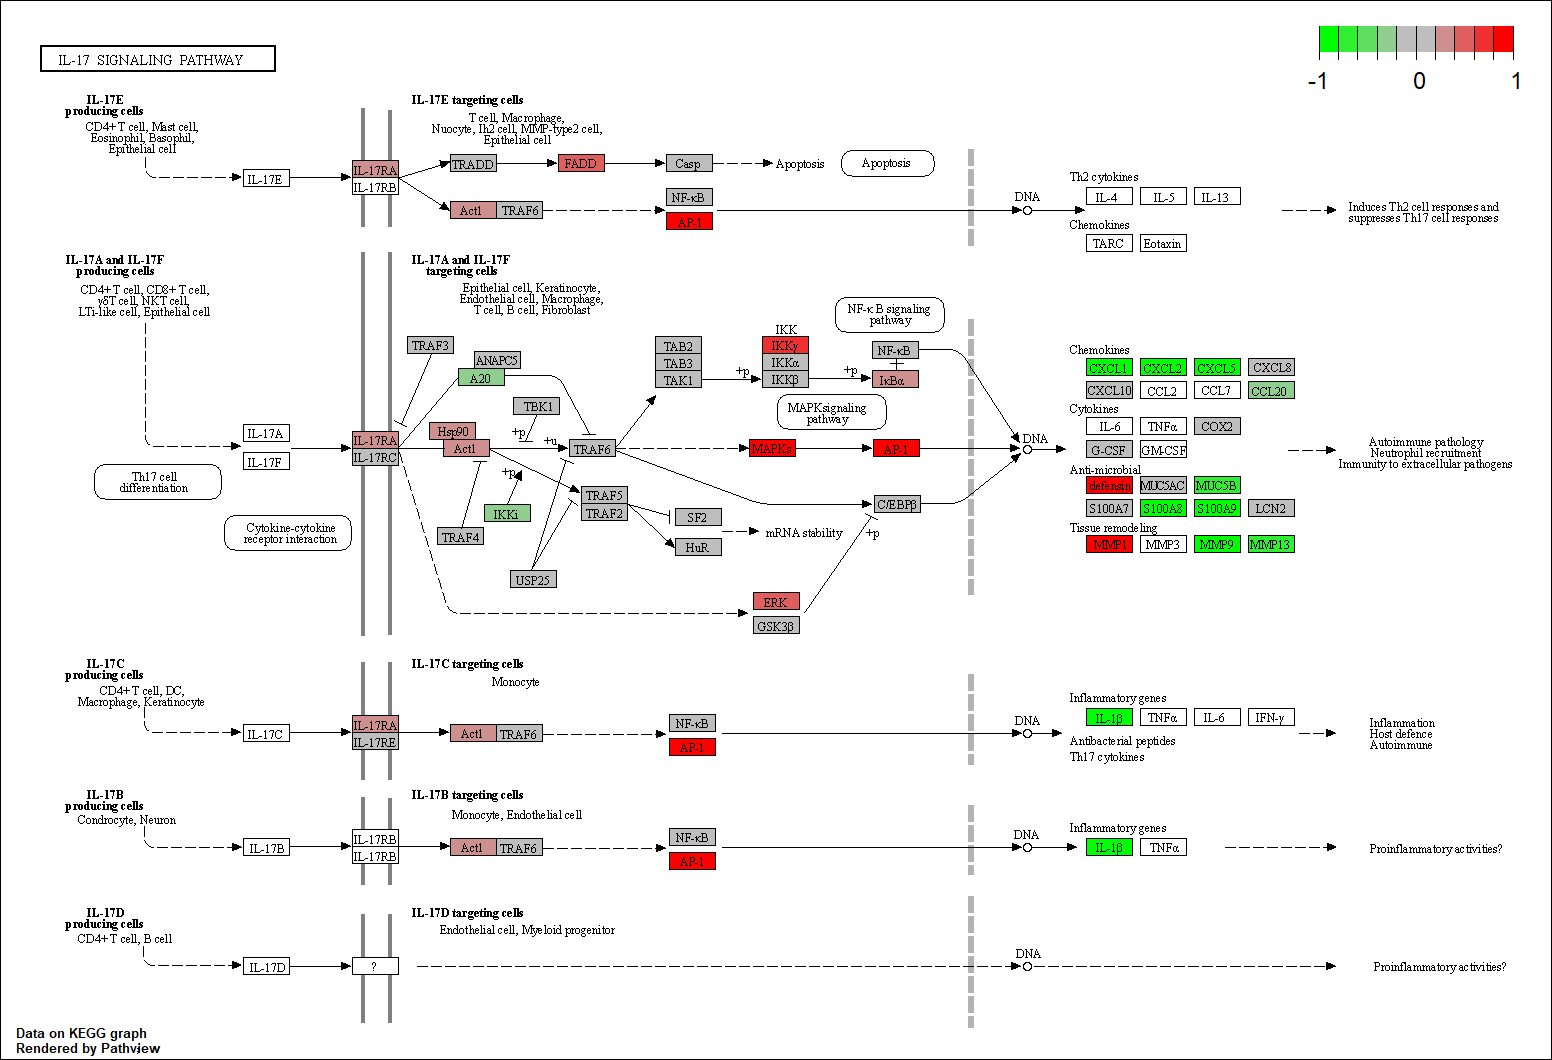 IL-17 SIGNALING PATHWAY
-1 0 1
IL-17E
producing cells
CD4+ T cell, Mast cell,
Eosinophil, Basophil,
Epithelial cell
IL-17E
IL-17RA
IL-17RB
IL-17E targeting cells
T cell, Macrophage,
Nuocyte, Ih2 cell, MMP-type2 cell,
Epithelial cell
TRADD
FADD
Casp
Apoptosis
Apoptosis
Act1
TRAF6
NF-κB
AP-1
DNA
Th2 cytokines
IL-4
IL-5
IL-13
Chemokines
TARC
Eotaxin
Induces Th2 cell responses and
suppresses Th17 cell responses
IL-17A and IL-17F
producing cells
CD4+ T cell, CD8+ T cell,
γδT cell, NKT cell,
LTi-like cell, Epithelial cell
IL-17A
IL-17F
Th17 cell
differentiation
Cytokine-cytokine
receptor interaction
IL-17RA
IL-17RC
IL-17A and IL-17F
targeting cells
Epithelial cell, Keratinocyte,
Endothelial cell, Macrophage,
T cell, B cell, Fibroblast
TRAF3
ANAPC5
A20
TBK1
Hsp90
Act1
+p
+u
TRAF6
+p
IKKi
TRAF4
USP25
TRAF5
TRAF2
SF2
HuR
mRNA stability
TAB2
TAB3
TAK1
+p
IKK
IKKγ
IKKα
IKKβ
+p
NF-κB
IκBα
NF-κ B signaling
pathway
MAPK signaling
pathway
MAPKs
AP-1
C/EBPβ
+p
ERK
GSK3β
DNA
Chemokines
CXCL1
CXCL2
CXCL5
CXCL8
CXCL10
CCL2
CCL7
CCL20
Cytokines
IL-6
TNFα
COX2
G-CSF
GM-CSF
Anti-microbial
defensin
MUC5AC
MUC5B
S100A7
S100A8
S100A9
LCN2
Tissue remodeling
MMP1
MMP3
MMP9
MMP13
Autoimmune pathology
Neutrophil recruitment
Immunity to extracellular pathogens
IL-17C
producing cells
CD4+ T cell, DC,
Macrophage, Keratinocyte
IL-17C
IL-17RA
IL-17RE
IL-17C targeting cells
Monocyte
Act1
TRAF6
NF-κB
AP-1
DNA
Inflammatory genes
IL-1β
TNFα
IL-6
IFN-γ
Antibacterial peptides
Th17 cytokines
Inflammation
Host defence
Autoimmune
IL-17B
producing cells
Condrocyte, Neuron
IL-17B
IL-17RB
IL-17RB
IL-17B targeting cells
Monocyte, Endothelial cell
Act1
TRAF6
NF-κB
AP-1
DNA
Inflammatory genes
IL-1β
TNFα
Proinflammatory activities?
IL-17D
producing cells
CD4+ T cell, B cell
IL-17D
?
IL-17D targeting cells
Endothelial cell, Myeloid progenitor
DNA
Proinflammatory activities?
Data on KEGG graph
Rendered by Pathview